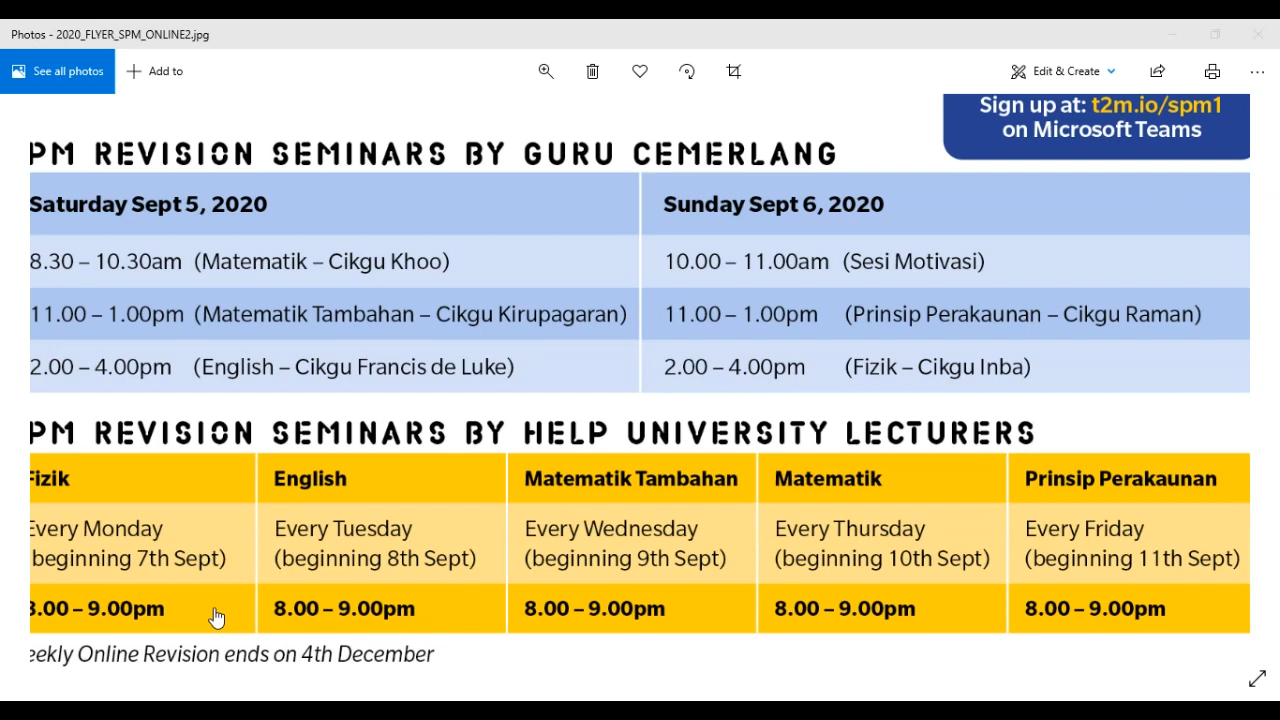 Photos - 2020_FLYER_SPM_ONLINE2.jpg
See all photos
Add to
Edit & Create
Sign up at: t2m.io/spm1
on Microsoft Teams
PM REVISION SEMINARS BY GURU CEMERLANG
Saturday Sept 5, 2020
Sunday Sept 6, 2020
8.30 – 10.30am (Matematik – Cikgu Khoo)
10.00 – 11.00am (Sesi Motivasi)
11.00 – 1.00pm (Matematik Tambahan – Cikgu Kirupagaran)
11.00 – 1.00pm (Prinsip Perakaunan – Cikgu Raman)
2.00 – 4.00pm (English – Cikgu Francis de Luke)
2.00 – 4.00pm (Fizik – Cikgu Inba)
PM REVISION SEMINARS BY HELP UNIVERSITY LECTURERS
Fizik
English
Matematik Tambahan
Matematik
Prinsip Perakaunan
Every Monday
(beginning 7th Sept)
Every Tuesday
(beginning 8th Sept)
Every Wednesday
(beginning 9th Sept)
Every Thursday
(beginning 10th Sept)
Every Friday
(beginning 11th Sept)
8.00 – 9.00pm
8.00 – 9.00pm
8.00 – 9.00pm
8.00 – 9.00pm
8.00 – 9.00pm
eekly Online Revision ends on 4th December